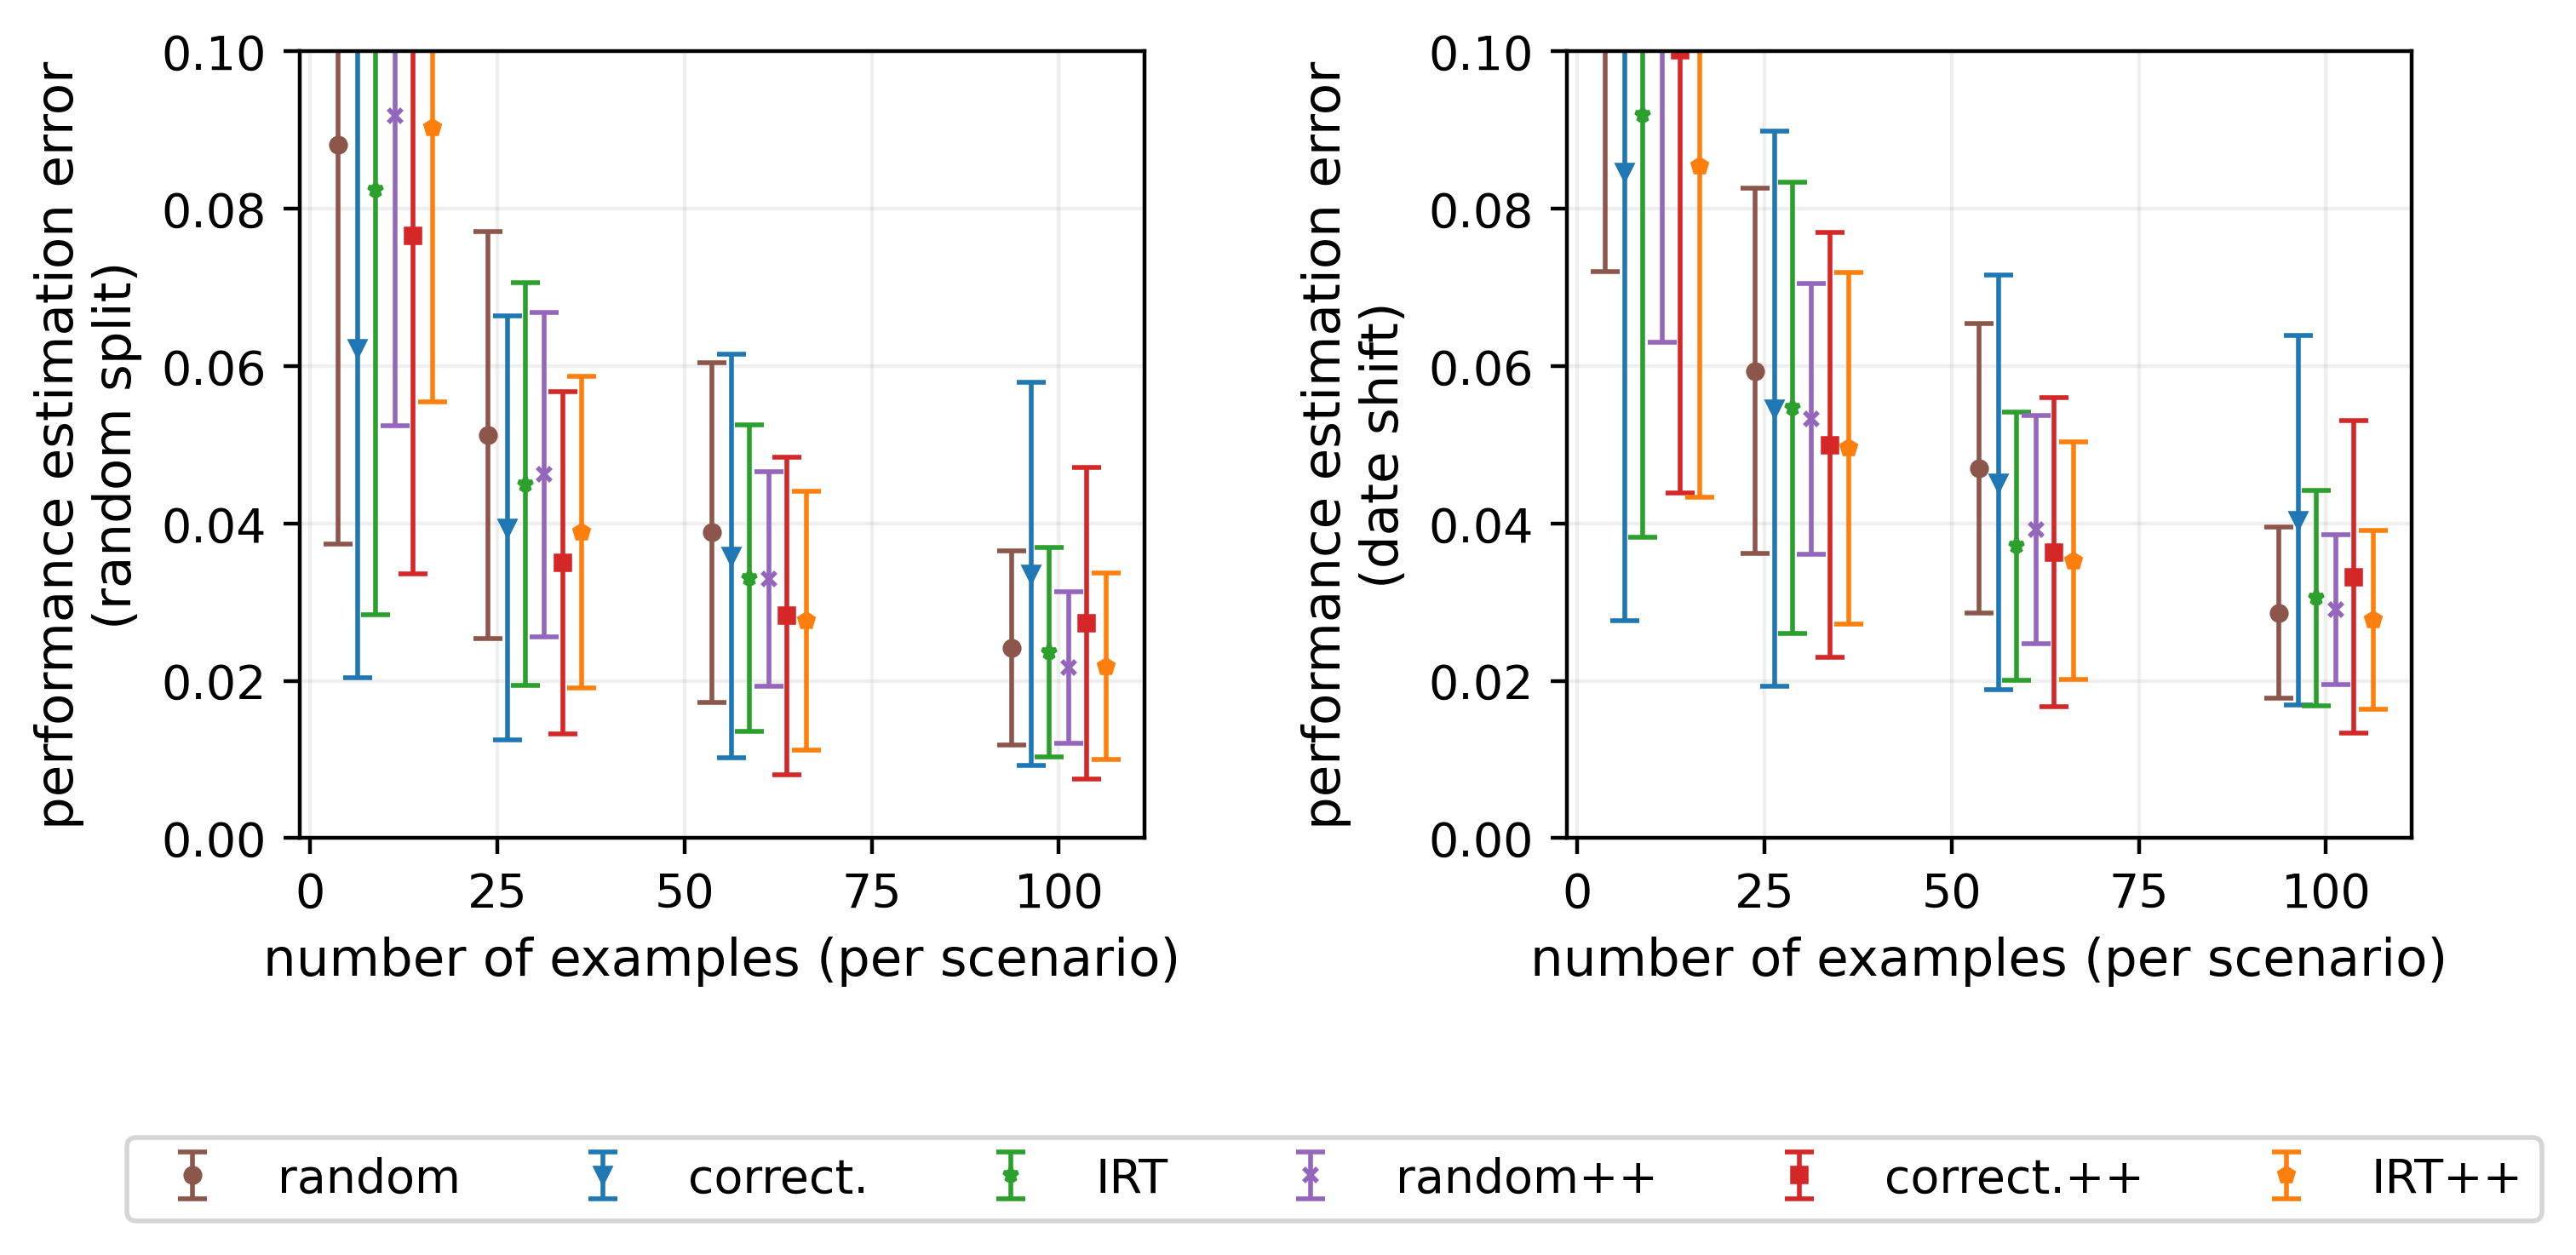 performance estimation error
(random split)
0.10
0.08
0.06
0.04
0.02
0.00
0
25
50
75
100
number of examples (per scenario)
performance estimation error
(date shift)
0.10
0.08
0.06
0.04
0.02
0.00
0
25
50
75
100
number of examples (per scenario)
random
correct.
IRT
random++
correct.++
IRT++